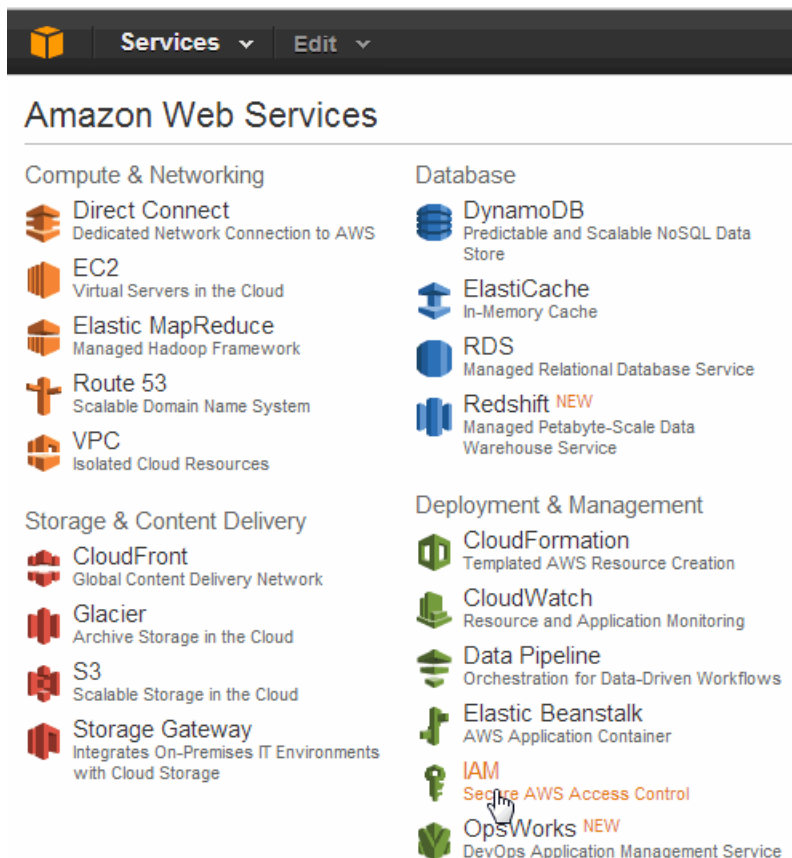 Services Edit
Amazon Web Services
Compute & Networking
Direct Connect
Dedicated Network Connection to AWS
EC2
Virtual Servers in the Cloud
Elastic MapReduce
Managed Hadoop Framework
Route 53
Scalable Domain Name System
VPC
Isolated Cloud Resources
Storage & Content Delivery
CloudFront
Global Content Delivery Network
Glacier
Archive Storage in the Cloud
S3
Scalable Storage in the Cloud
Storage Gateway
Integrates On-Premises IT Environments
with Cloud Storage
Database
DynamoDB
Predictable and Scalable NoSQL Data
Store
ElastiCache
In-Memory Cache
RDS
Managed Relational Database Service
Redshift NEW
Managed Petabyte-Scale Data
Warehouse Service
Deployment & Management
CloudFormation
Templated AWS Resource Creation
CloudWatch
Resource and Application Monitoring
Data Pipeline
Orchestration for Data-Driven Workflows
Elastic Beanstalk
AWS Application Container
IAM
Secure AWS Access Control
OpsWorks NEW
DevOps Application Management Service